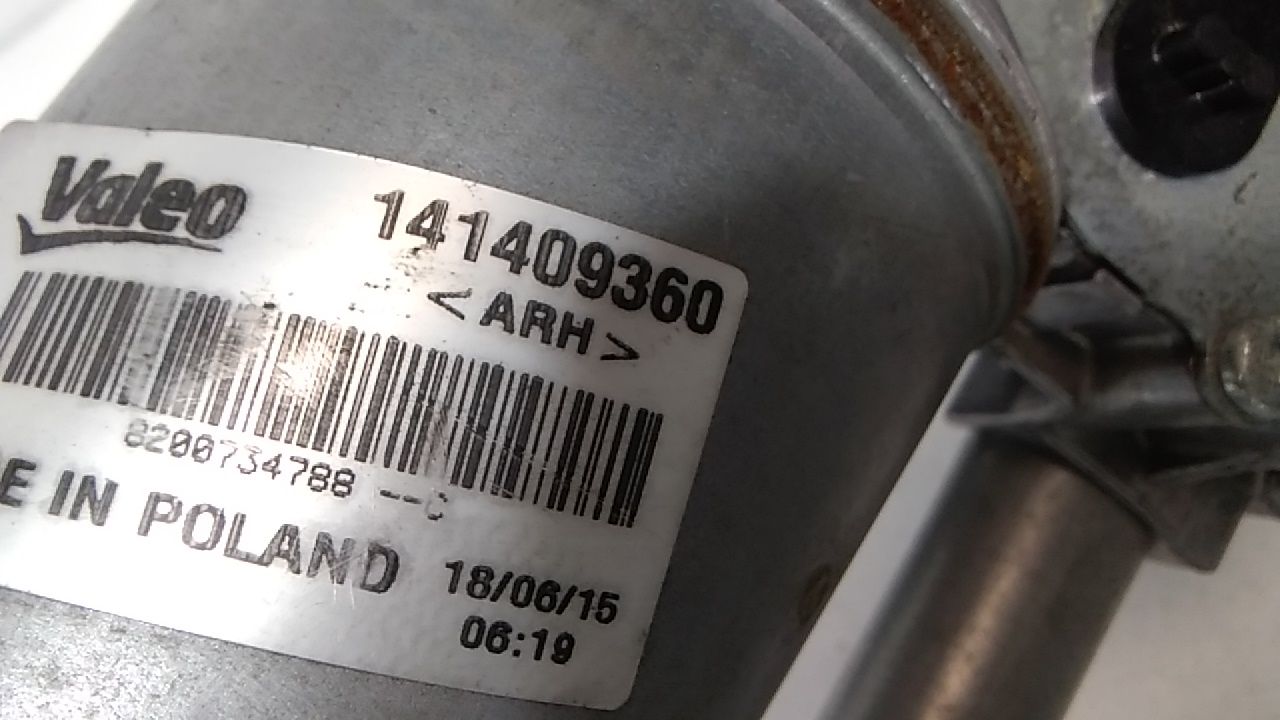 Valeo
141409360
<ARH>
8200734788 --C
E IN POLAND
18/06/15
06:19